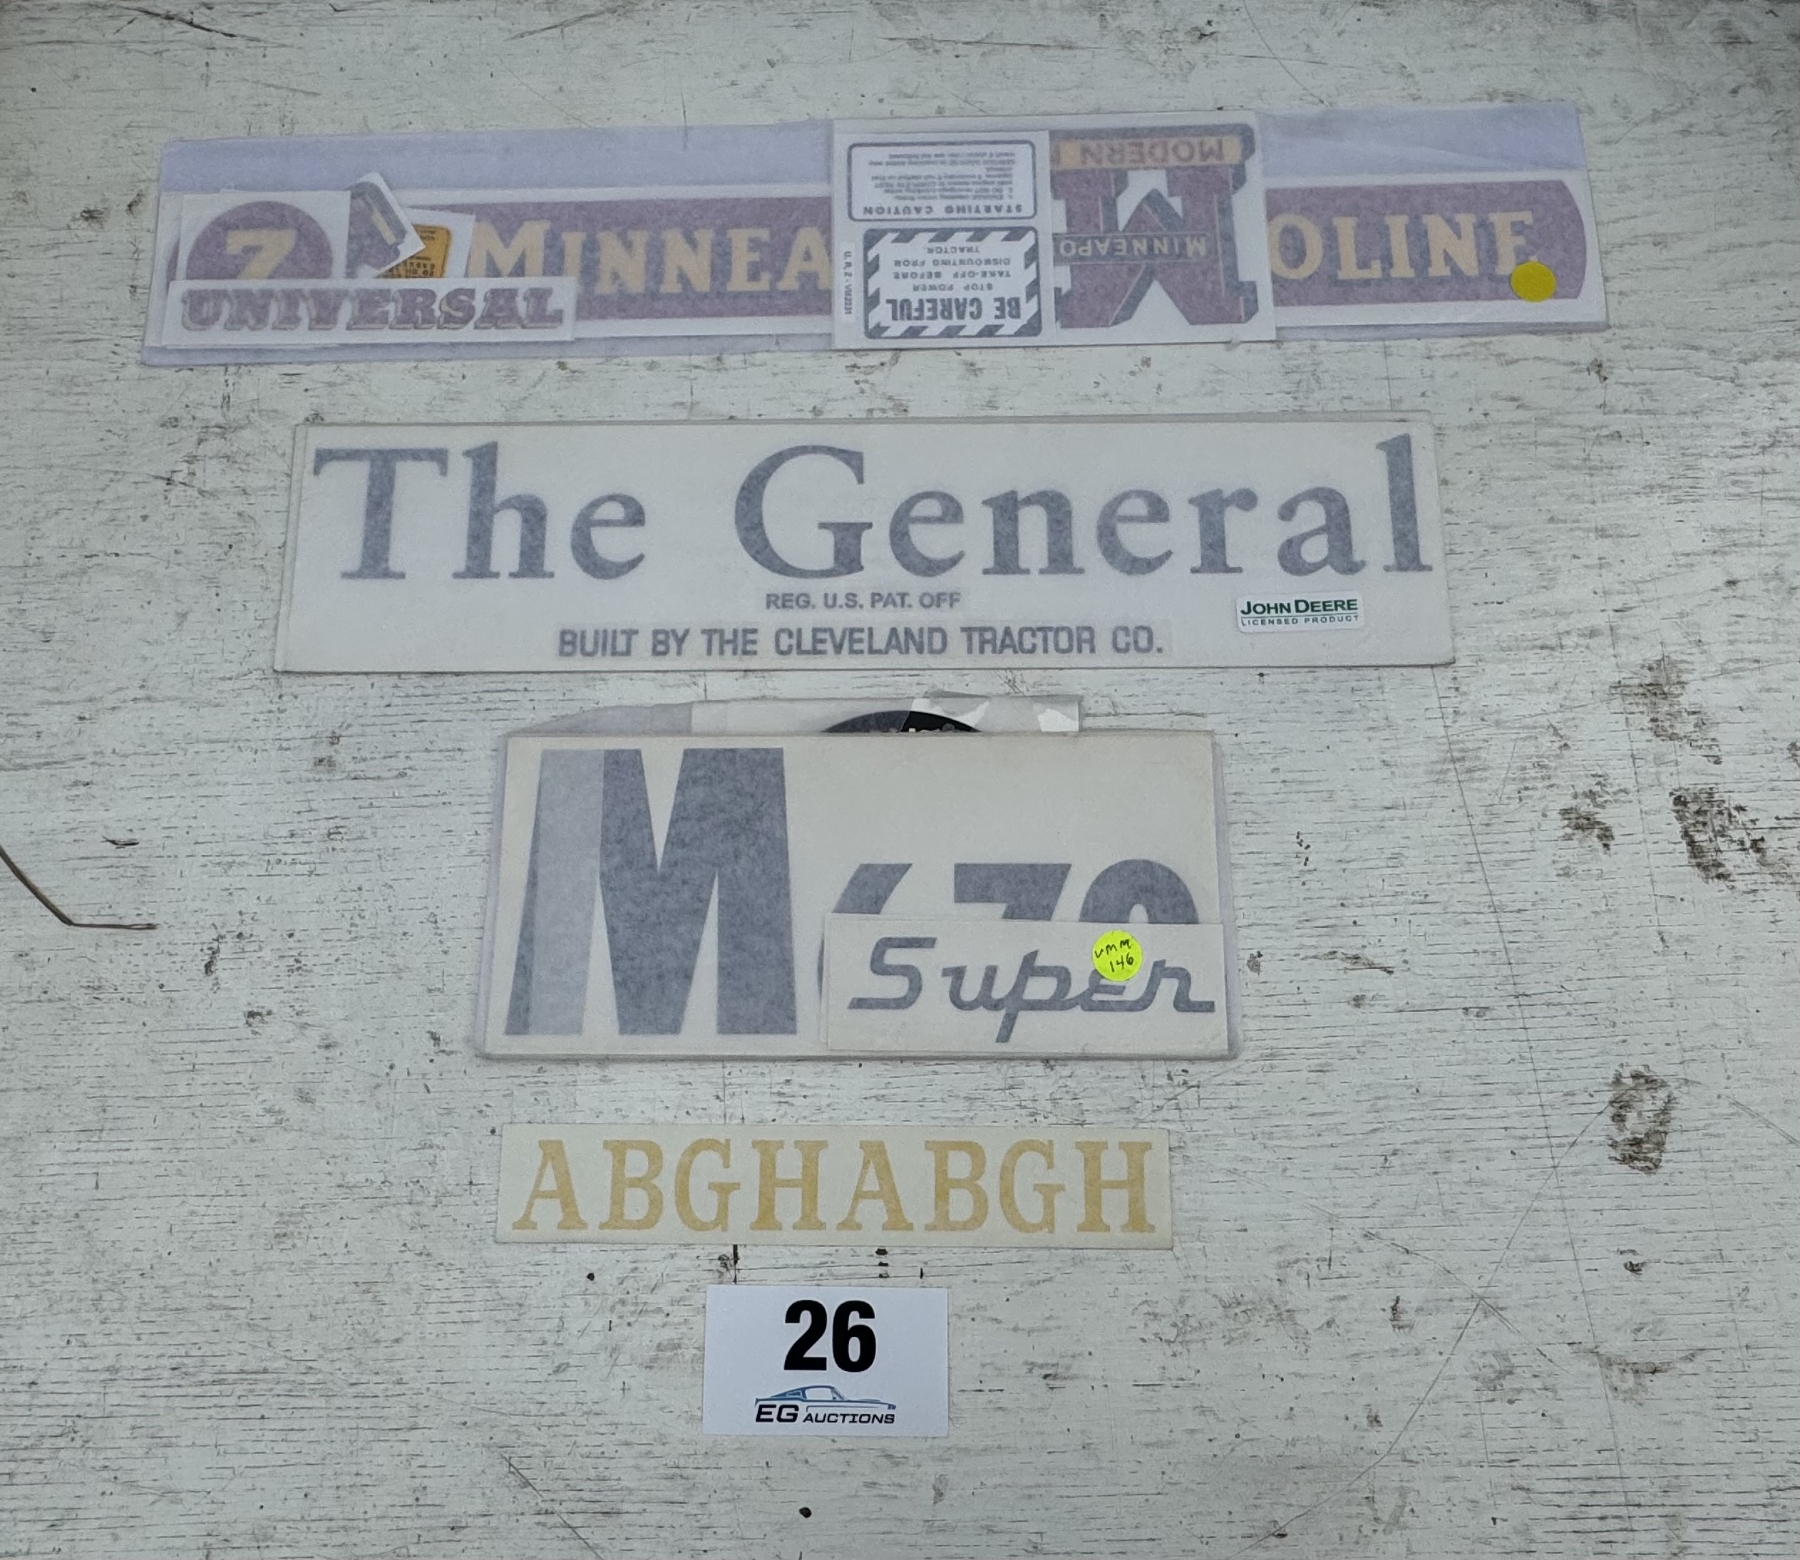 Z
UNIVERSAL
MINNEA
OLINE
STARTING CAUTION
BE CAREFUL
STOP POWER
TAKE-OFF BEFORE
DISMOUNTING FROM
TRACTOR.
MODERN
MINNEAPO
M
The General
REG. U.S. PAT. OFF
BUILT BY THE CLEVELAND TRACTOR CO.
JOHN DEERE
LICENSED PRODUCT
M
670
Super
VMM
146
ABGHABGH
26
EG AUCTIONS